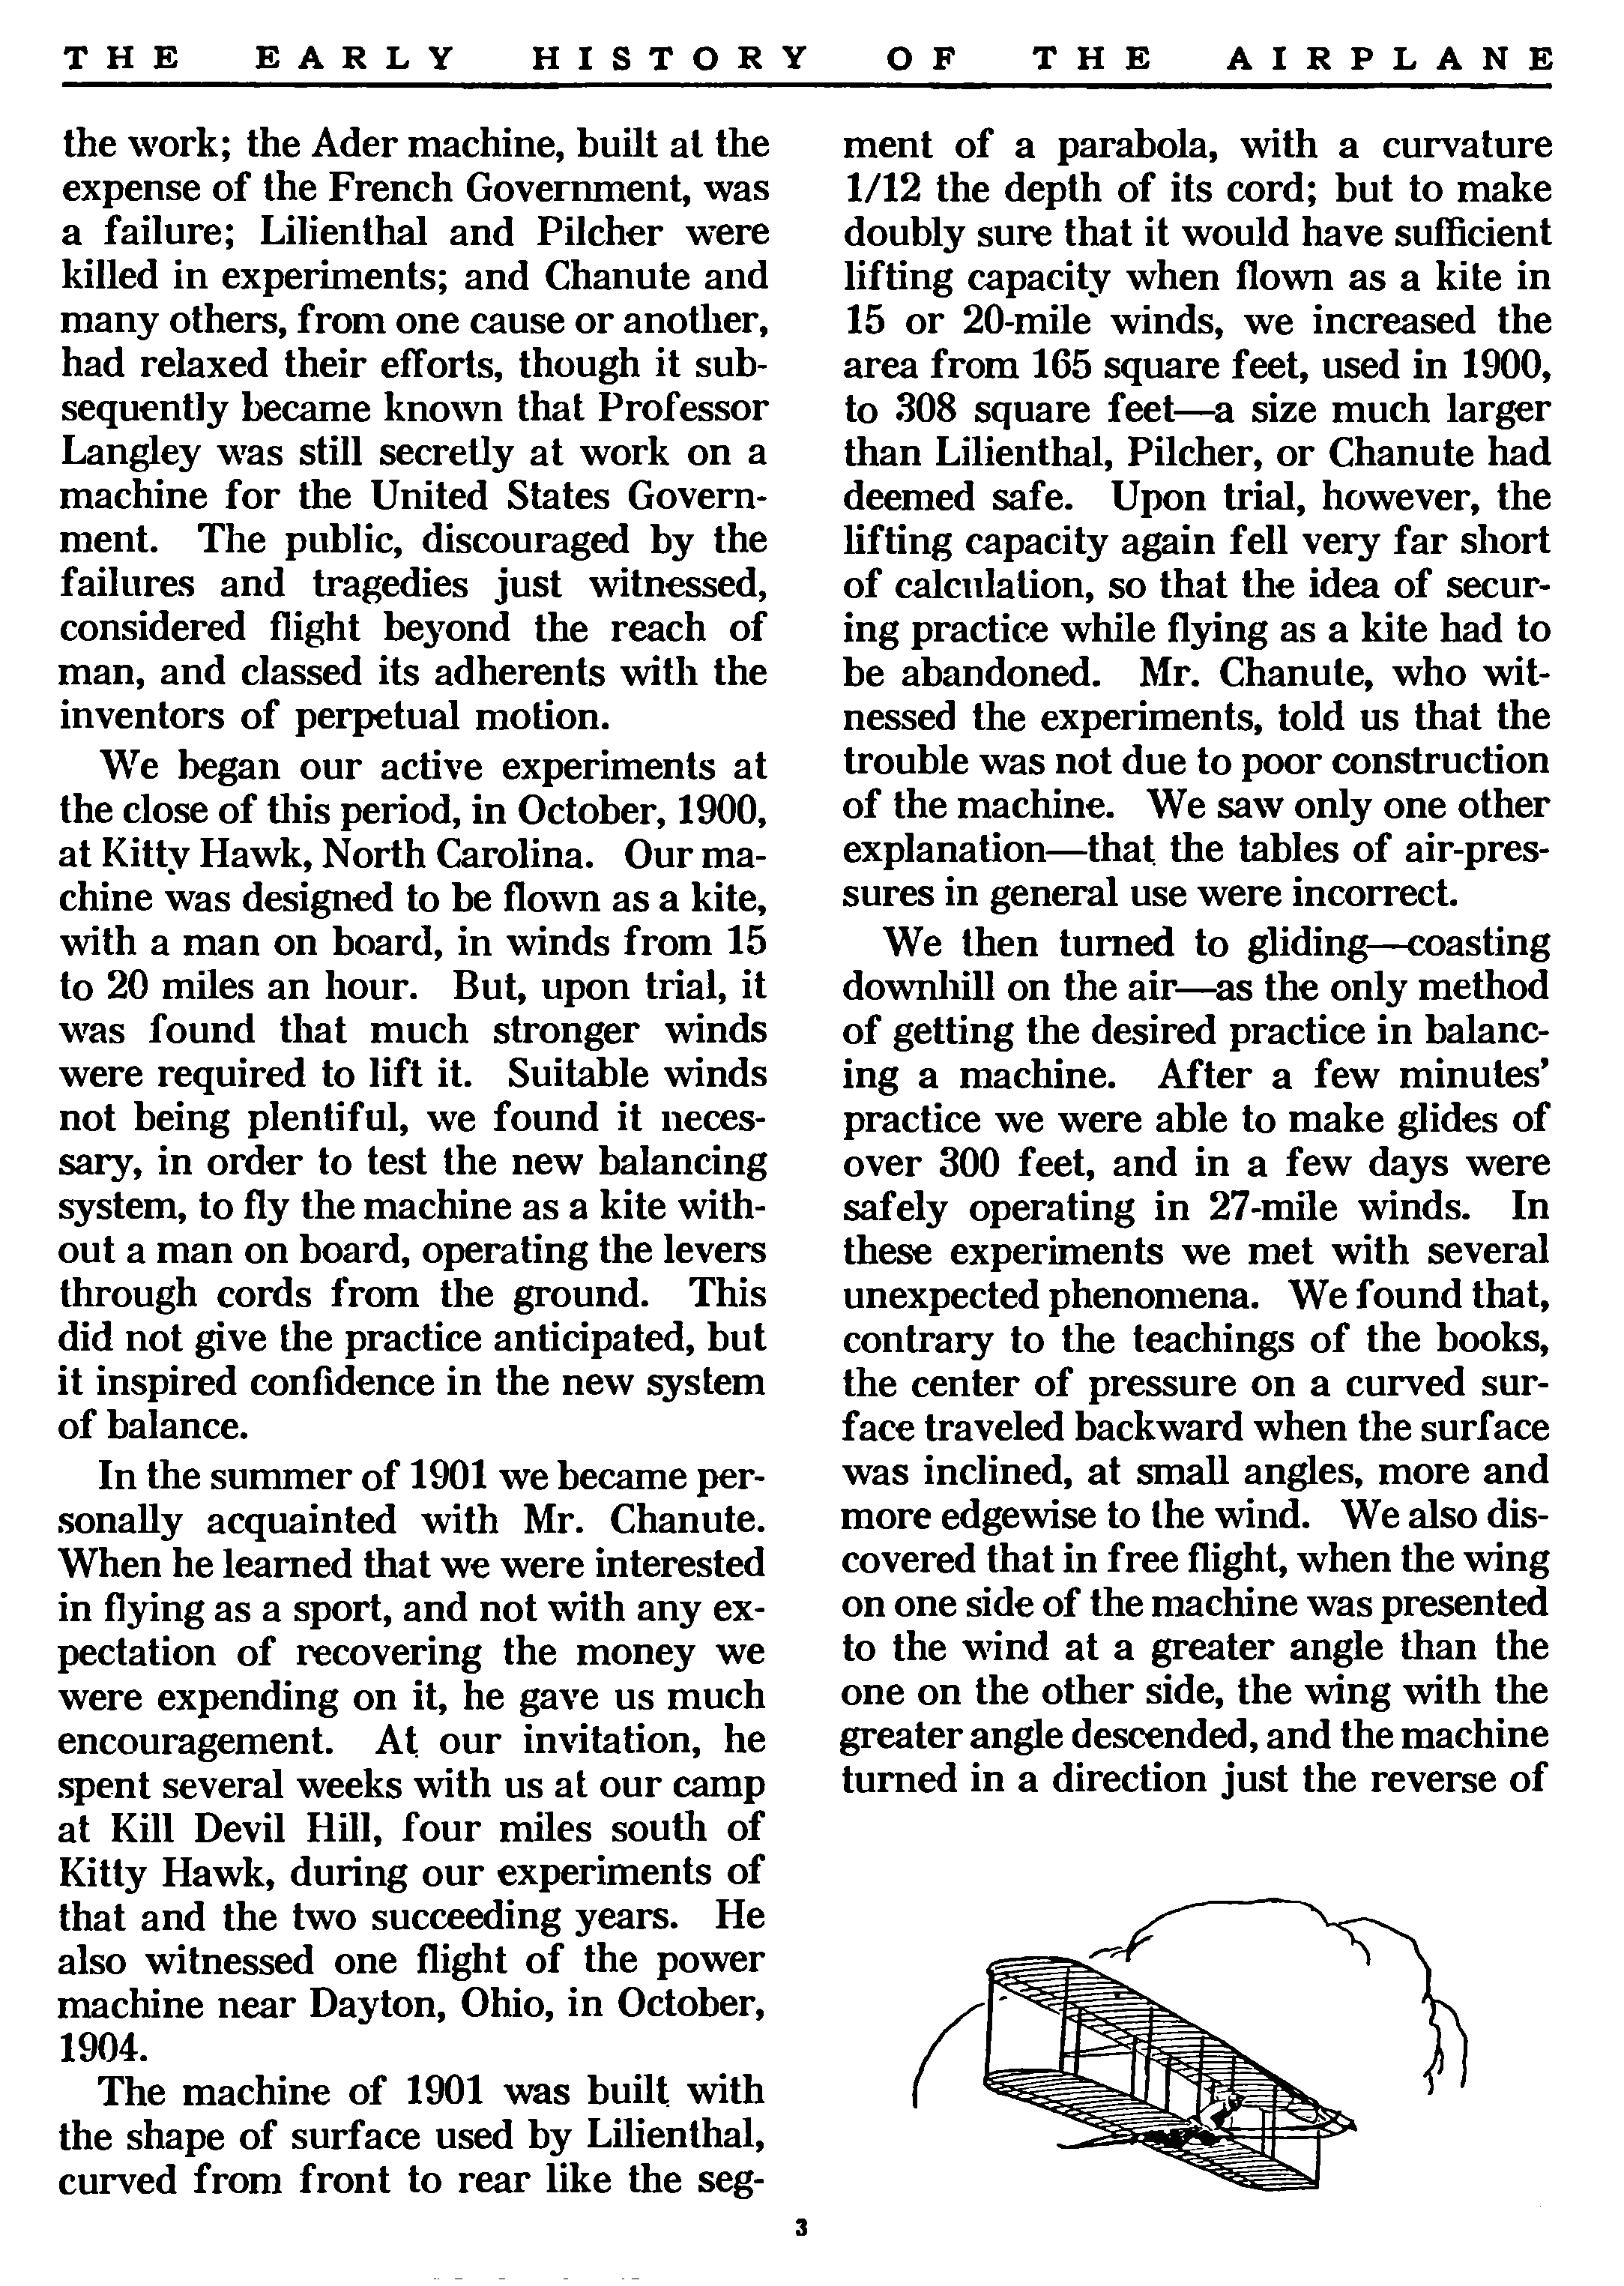 THE EARLY HISTORY OF THE AIRPLANE
the work; the Ader machine, built at the
expense of the French Government, was
a failure; Lilienthal and Pilcher were
killed in experiments; and Chanute and
many others, from one cause or another,
had relaxed their efforts, though it sub-
sequently became known that Professor
Langley was still secretly at work on a
machine for the United States Govern-
ment. The public, discouraged by the
failures and tragedies just witnessed,
considered flight beyond the reach of
man, and classed its adherents with the
inventors of perpetual motion.
We began our active experiments at
the close of this period, in October, 1900,
at Kitty Hawk, North Carolina. Our ma-
chine was designed to be flown as a kite,
with a man on board, in winds from 15
to 20 miles an hour. But, upon trial, it
was found that much stronger winds
were required to lift it. Suitable winds
not being plentiful, we found it neces-
sary, in order to test the new balancing
system, to fly the machine as a kite with-
out a man on board, operating the levers
through cords from the ground. This
did not give the practice anticipated, but
it inspired confidence in the new system
of balance.
In the summer of 1901 we became per-
sonally acquainted with Mr. Chanute.
When he learned that we were interested
in flying as a sport, and not with any ex-
pectation of recovering the money we
were expending on it, he gave us much
encouragement. At our invitation, he
spent several weeks with us at our camp
at Kill Devil Hill, four miles south of
Kitty Hawk, during our experiments of
that and the two succeeding years. He
also witnessed one flight of the power
machine near Dayton, Ohio, in October,
1904.
The machine of 1901 was built with
the shape of surface used by Lilienthal,
curved from front to rear like the seg-
ment of a parabola, with a curvature
1/12 the depth of its cord; but to make
doubly sure that it would have sufficient
lifting capacity when flown as a kite in
15 or 20-mile winds, we increased the
area from 165 square feet, used in 1900,
to 308 square feet—a size much larger
than Lilienthal, Pilcher, or Chanute had
deemed safe. Upon trial, however, the
lifting capacity again fell very far short
of calculation, so that the idea of secur-
ing practice while flying as a kite had to
be abandoned. Mr. Chanute, who wit-
nessed the experiments, told us that the
trouble was not due to poor construction
of the machine. We saw only one other
explanation—that the tables of air-pres-
sures in general use were incorrect.
We then turned to gliding—coasting
downhill on the air—as the only method
of getting the desired practice in balanc-
ing a machine. After a few minutes'
practice we were able to make glides of
over 300 feet, and in a few days were
safely operating in 27-mile winds. In
these experiments we met with several
unexpected phenomena. We found that,
contrary to the teachings of the books,
the center of pressure on a curved sur-
face traveled backward when the surface
was inclined, at small angles, more and
more edgewise to the wind. We also dis-
covered that in free flight, when the wing
on one side of the machine was presented
to the wind at a greater angle than the
one on the other side, the wing with the
greater angle descended, and the machine
turned in a direction just the reverse of
3